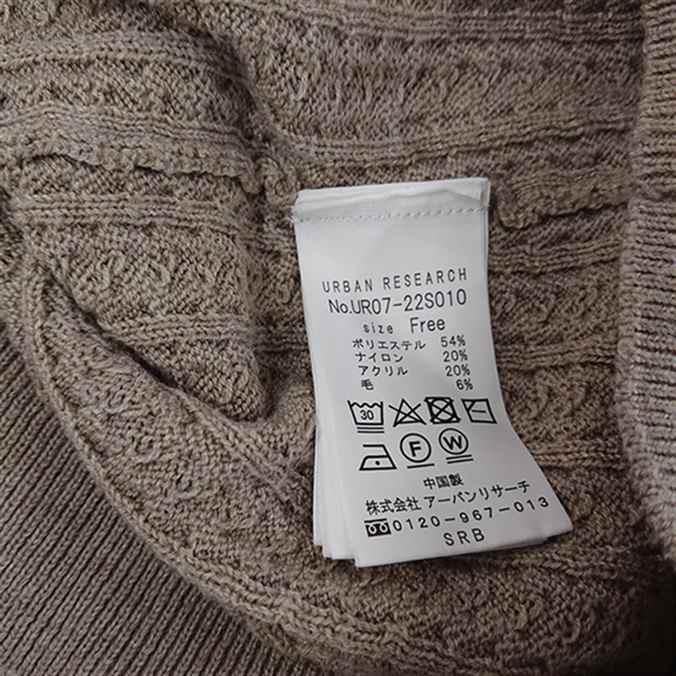 URBAN RESEARCH
No.UR07-22S010
size Free
ポリエステル 54%
ナイロン 20%
アクリル 20%
毛 6%
30
F W
中国製
株式会社 アーバンリサーチ
0120-967-013
SRB